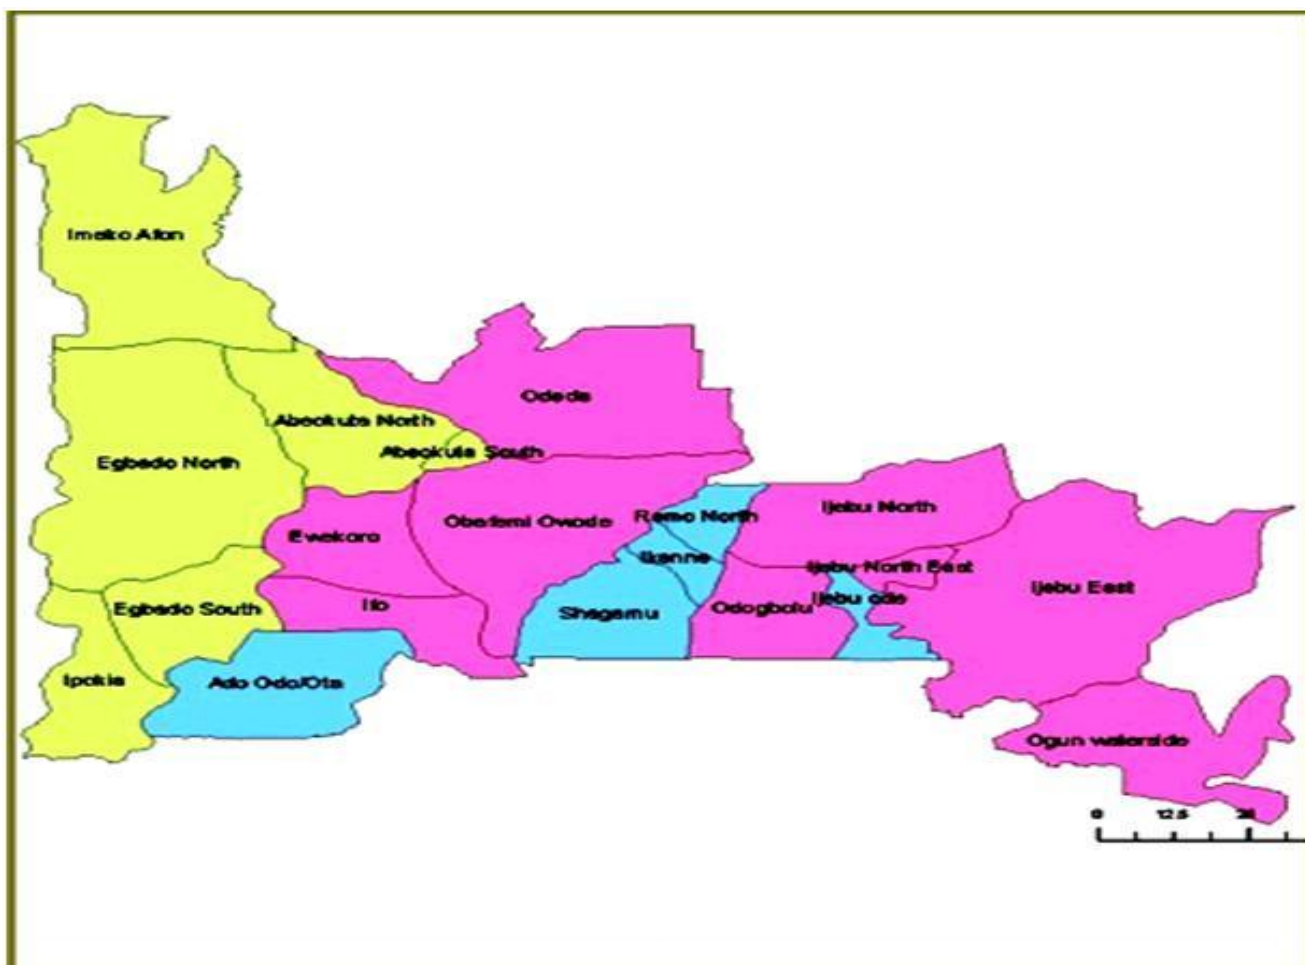 Imeko Afon
Odeda
Abeokuta North
Abeokuta South
Egbado North
Ijebu North
Remo North
Obafemi Owode
Ewekoro
Ikenne
Ijebu North East
Ijebu East
Ijebu ode
Egbado South
Ifo
Shagamu
Odogbolu
Ipokia
Ado Odo/Ota
Ogun waterside
0 12.5 25